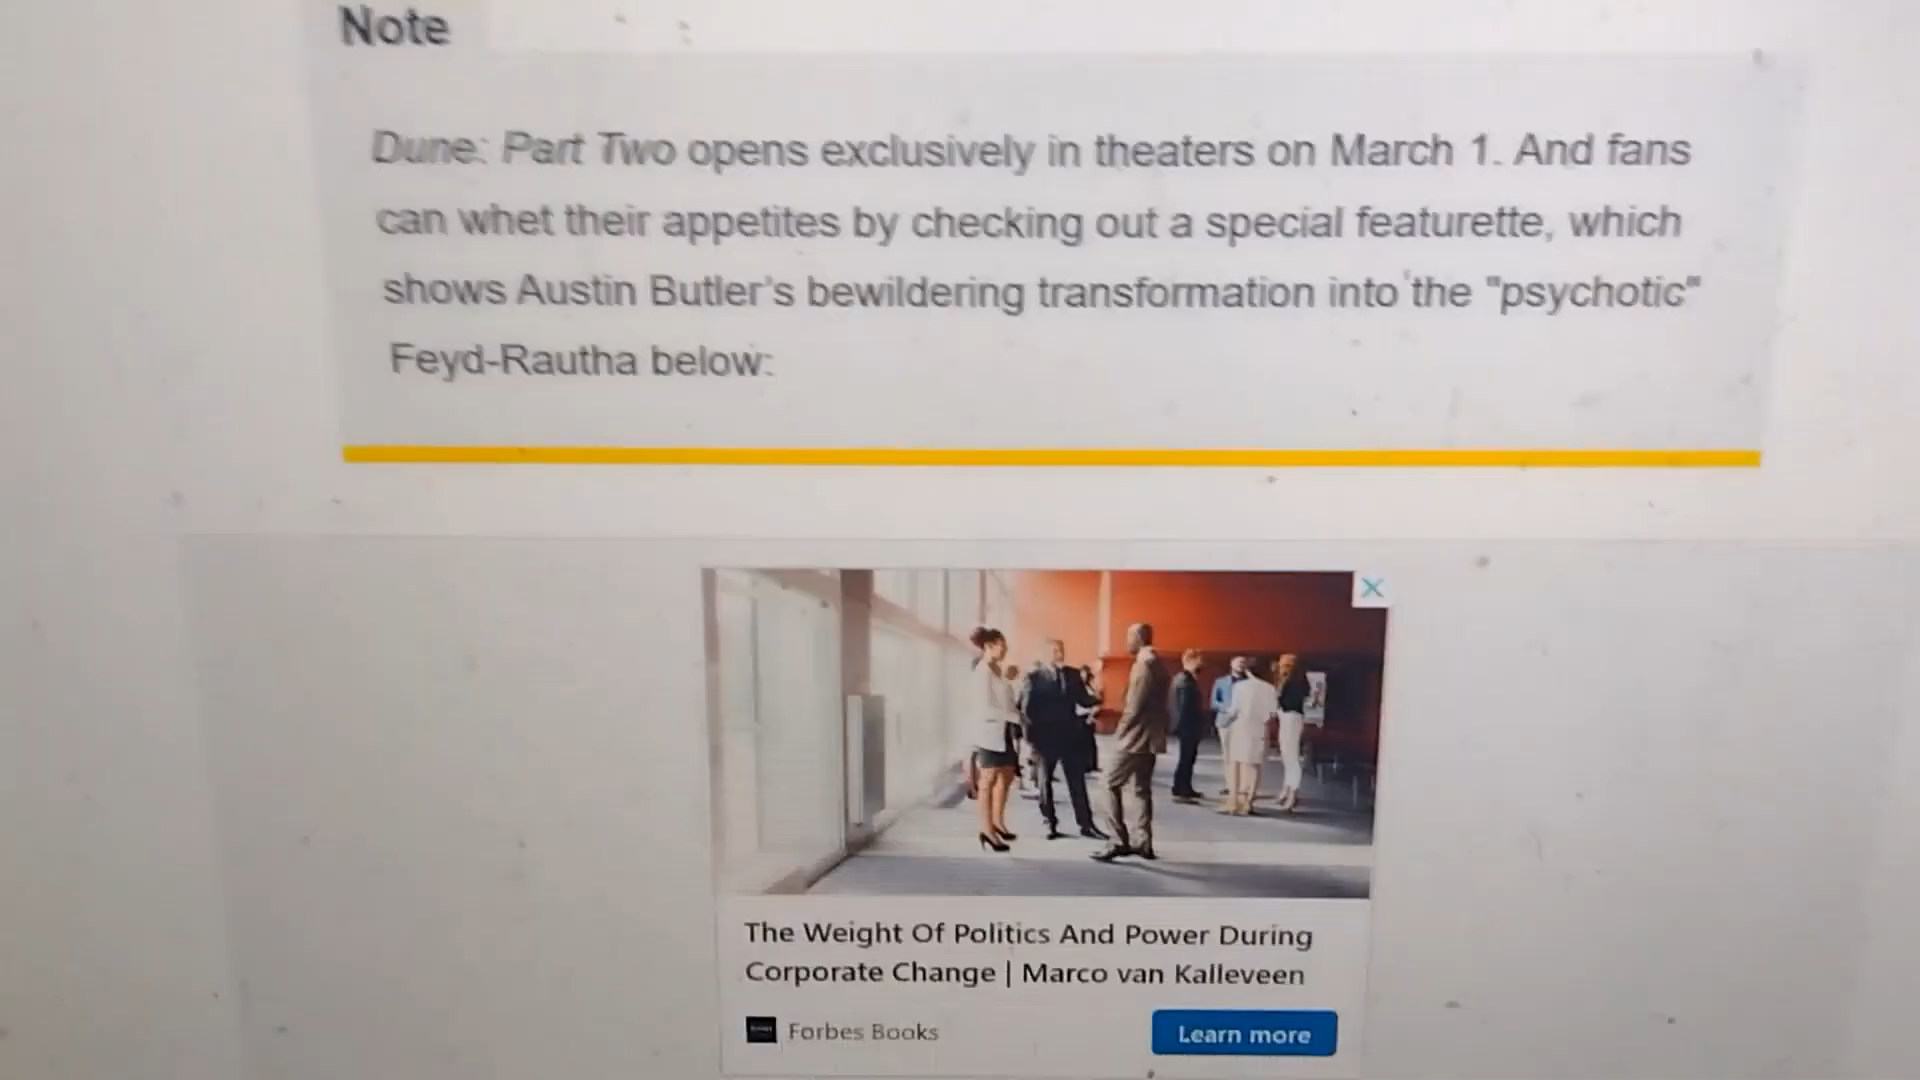 Note
Dune: Part Two opens exclusively in theaters on March 1. And fans
can whet their appetites by checking out a special featurette, which
shows Austin Butler's bewildering transformation into the "psychotic"
Feyd-Rautha below:
The Weight Of Politics And Power During
Corporate Change | Marco van Kalleveen
Forbes Books
Learn more